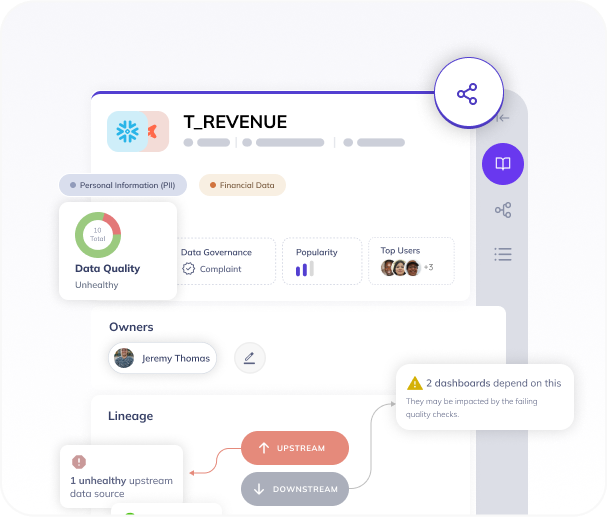 T_REVENUE
Personal Information (PII)
Financial Data
10
Total
Data Quality
Unhealthy
Data Governance
Complaint
Popularity
Top Users
+3
Owners
Jeremy Thomas
2 dashboards depend on this
They may be impacted by the failing
quality checks.
Lineage
UPSTREAM
1 unhealthy upstream
data source
DOWNSTREAM